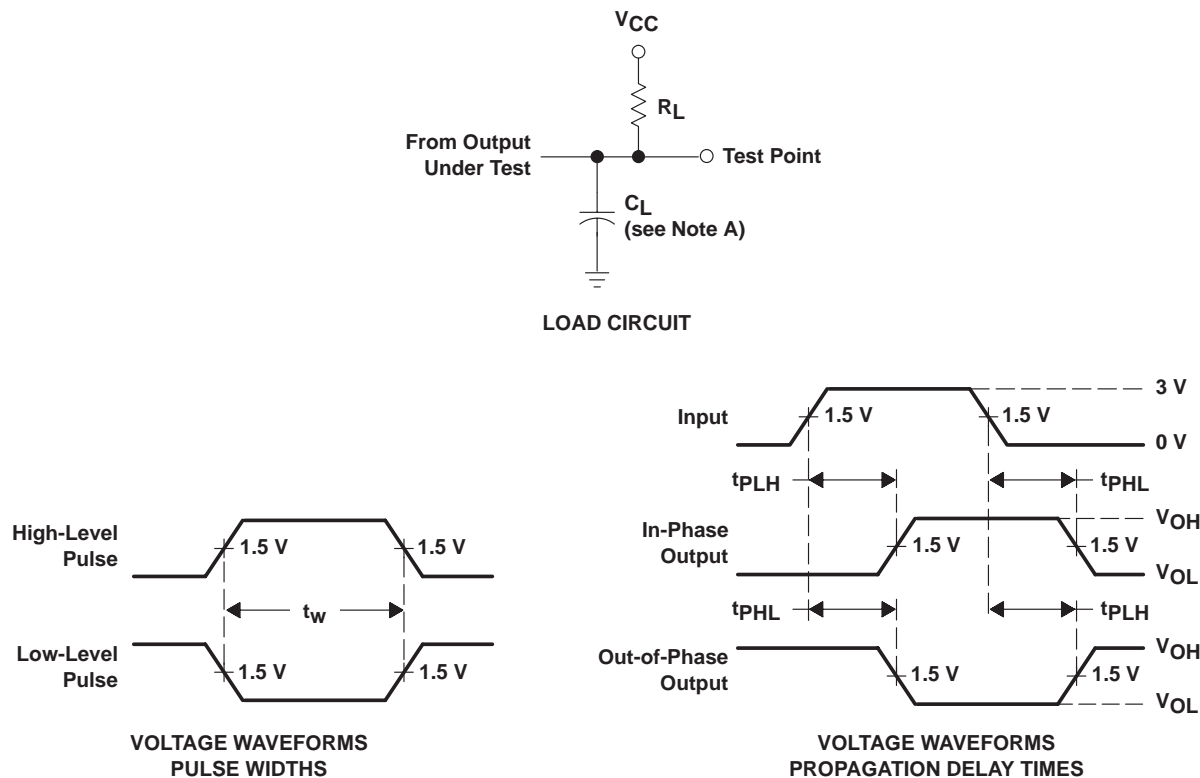 VCC
RL
From Output
Under Test
Test Point
CL
(see Note A)
LOAD CIRCUIT
High-Level
Pulse
1.5 V
1.5 V
tw
Low-Level
Pulse
1.5 V
1.5 V
VOLTAGE WAVEFORMS
PULSE WIDTHS
Input
1.5 V
1.5 V
3 V
0 V
tPLH
tPHL
In-Phase
Output
1.5 V
1.5 V
VOH
VOL
tPHL
tPLH
Out-of-Phase
Output
1.5 V
1.5 V
VOH
VOL
VOLTAGE WAVEFORMS
PROPAGATION DELAY TIMES